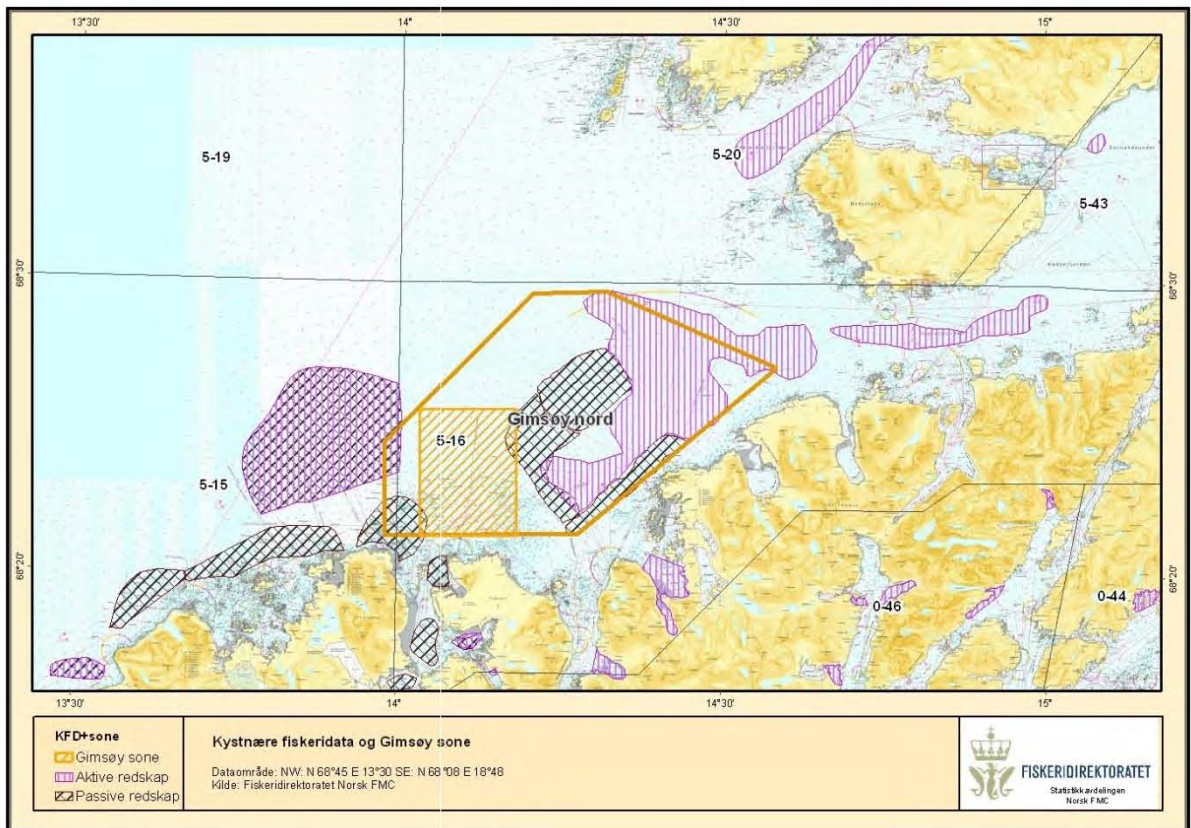 13°30' 14° 14°30' 15°
5-19
5-20
5-43
68°30' 68°30'
Gimsøy nord
5-16
5-15
68°20' 68°20'
0-46
0-44
13°30' 14° 14°30' 15°
KFD+sone
Gimsøy sone
Aktive redskap
Passive redskap
Kystnære fiskeridata og Gimsøy sone
Dataområde: NW: N 68°45 E 13°30 SE: N 68°08 E 18°48
Kilde: Fiskeridirektoratet Norsk FMC
FISKERIDIREKTORATET
Statistikkavdelingen
Norsk FMC